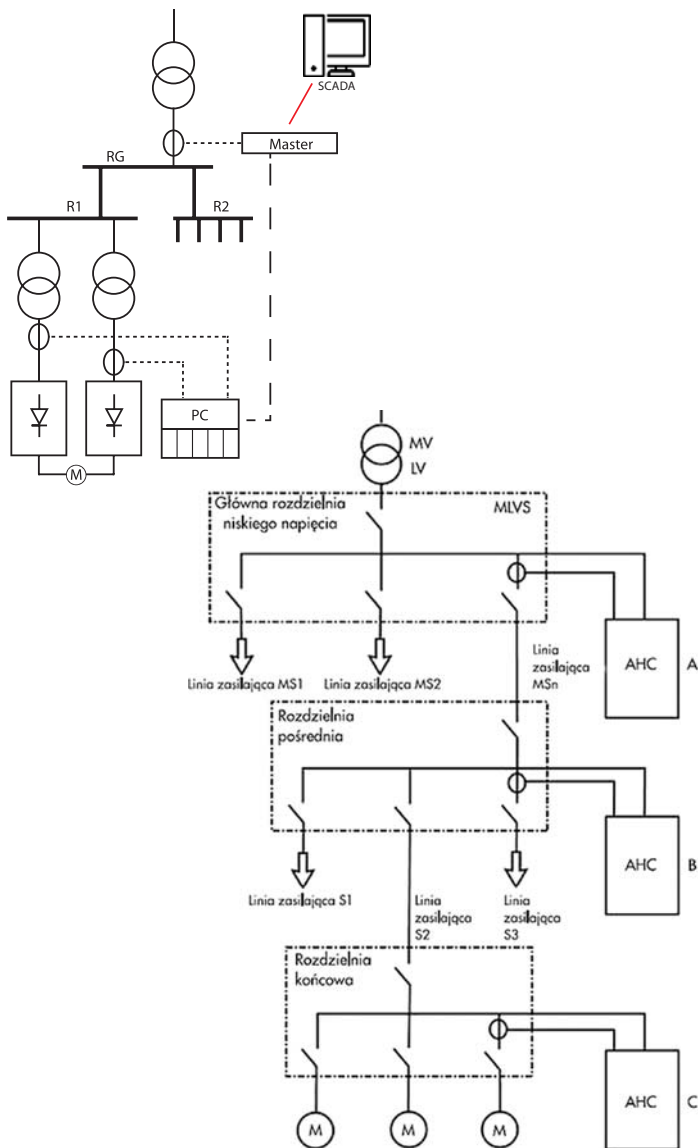 SCADA
Master
RG
R1
R2
PC
M
MV
LV
Główna rozdzielnia
niskiego napięcia
MLVS
Linia zasilająca MS1
Linia zasilająca MS2
Linia
zasilająca
MSn
AHC
A
Rozdzielnia
pośrednia
AHC
B
Linia zasilająca S1
Linia
zasilająca
S2
Linia
zasilająca
S3
Rozdzielnia
końcowa
AHC
C
M
M
M